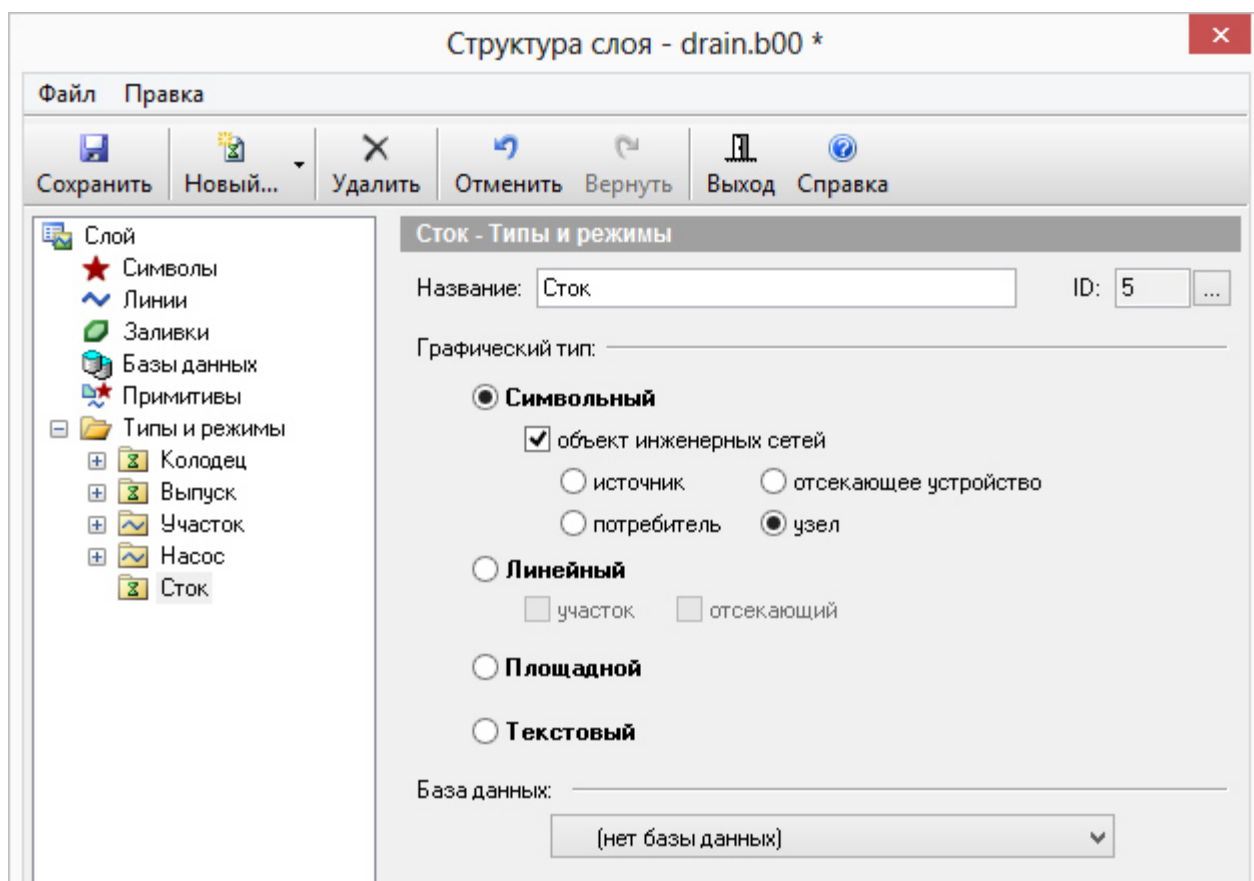 Структура слоя - drain.b00 *
Файл Правка
Сохранить Новый... Удалить Отменить Вернуть Выход Справка
Слой
Символы
Линии
Заливки
Базы данных
Примитивы
Типы и режимы
Колодец
Выпуск
Участок
Насос
Сток
Сток - Типы и режимы
Название: Сток ID: 5 ...
Графический тип:
Символьный
объект инженерных сетей
источник отсекающее устройство
потребитель узел
Линейный
участок отсекающий
Площадной
Текстовый
База данных:
(нет базы данных)